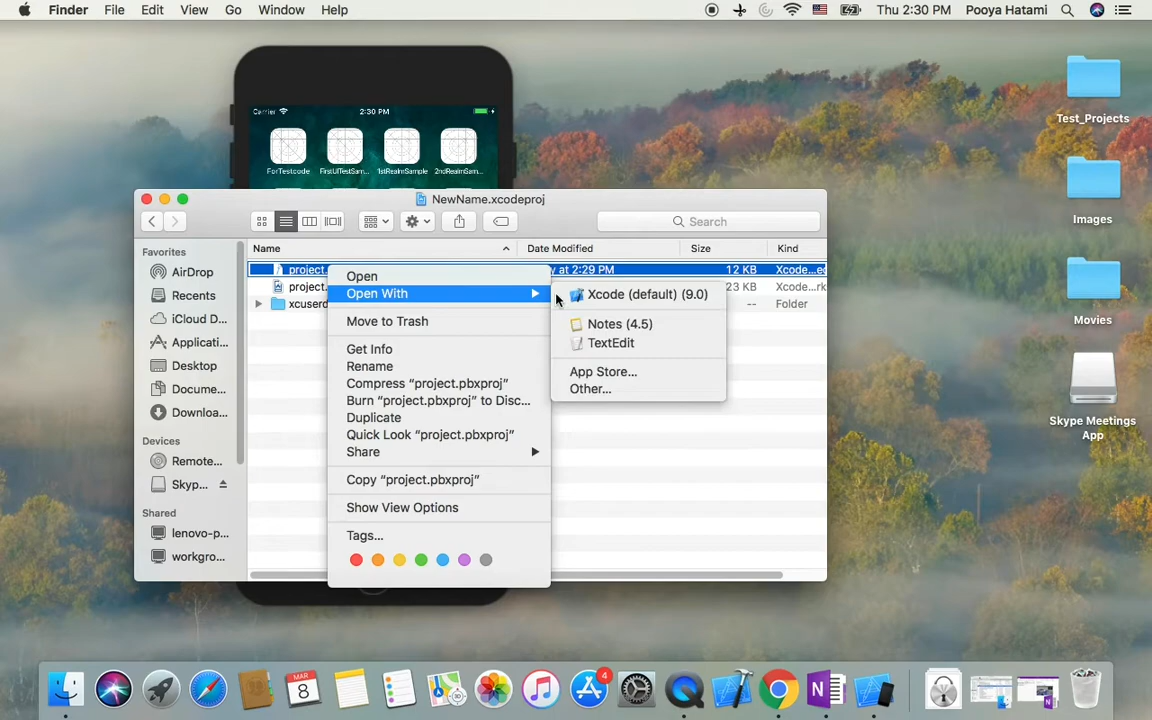 Finder File Edit View Go Window Help Thu 2:30 PM Pooya Hatami
Carrier 2:30 PM
ForTestcode FirstUITestSam... 1stRealmSample 2ndRealmSam...
NewName.xcodeproj
Search
Favorites
AirDrop
Recents
iCloud D...
Applicati...
Desktop
Docume...
Downloa...
Devices
Remote...
Skyp...
Shared
lenovo-p...
workgro...
Name Date Modified Size Kind
project. at 2:29 PM 12 KB Xcode...
project. 23 KB Xcode...rk
xcuserd -- Folder
Open
Open With
Move to Trash
Get Info
Rename
Compress “project.pbxproj”
Burn “project.pbxproj” to Disc...
Duplicate
Quick Look “project.pbxproj”
Share
Copy “project.pbxproj”
Show View Options
Tags...
Xcode (default) (9.0)
Notes (4.5)
TextEdit
App Store...
Other...
Test_Projects
Images
Movies
Skype Meetings
App
MAR
8
4